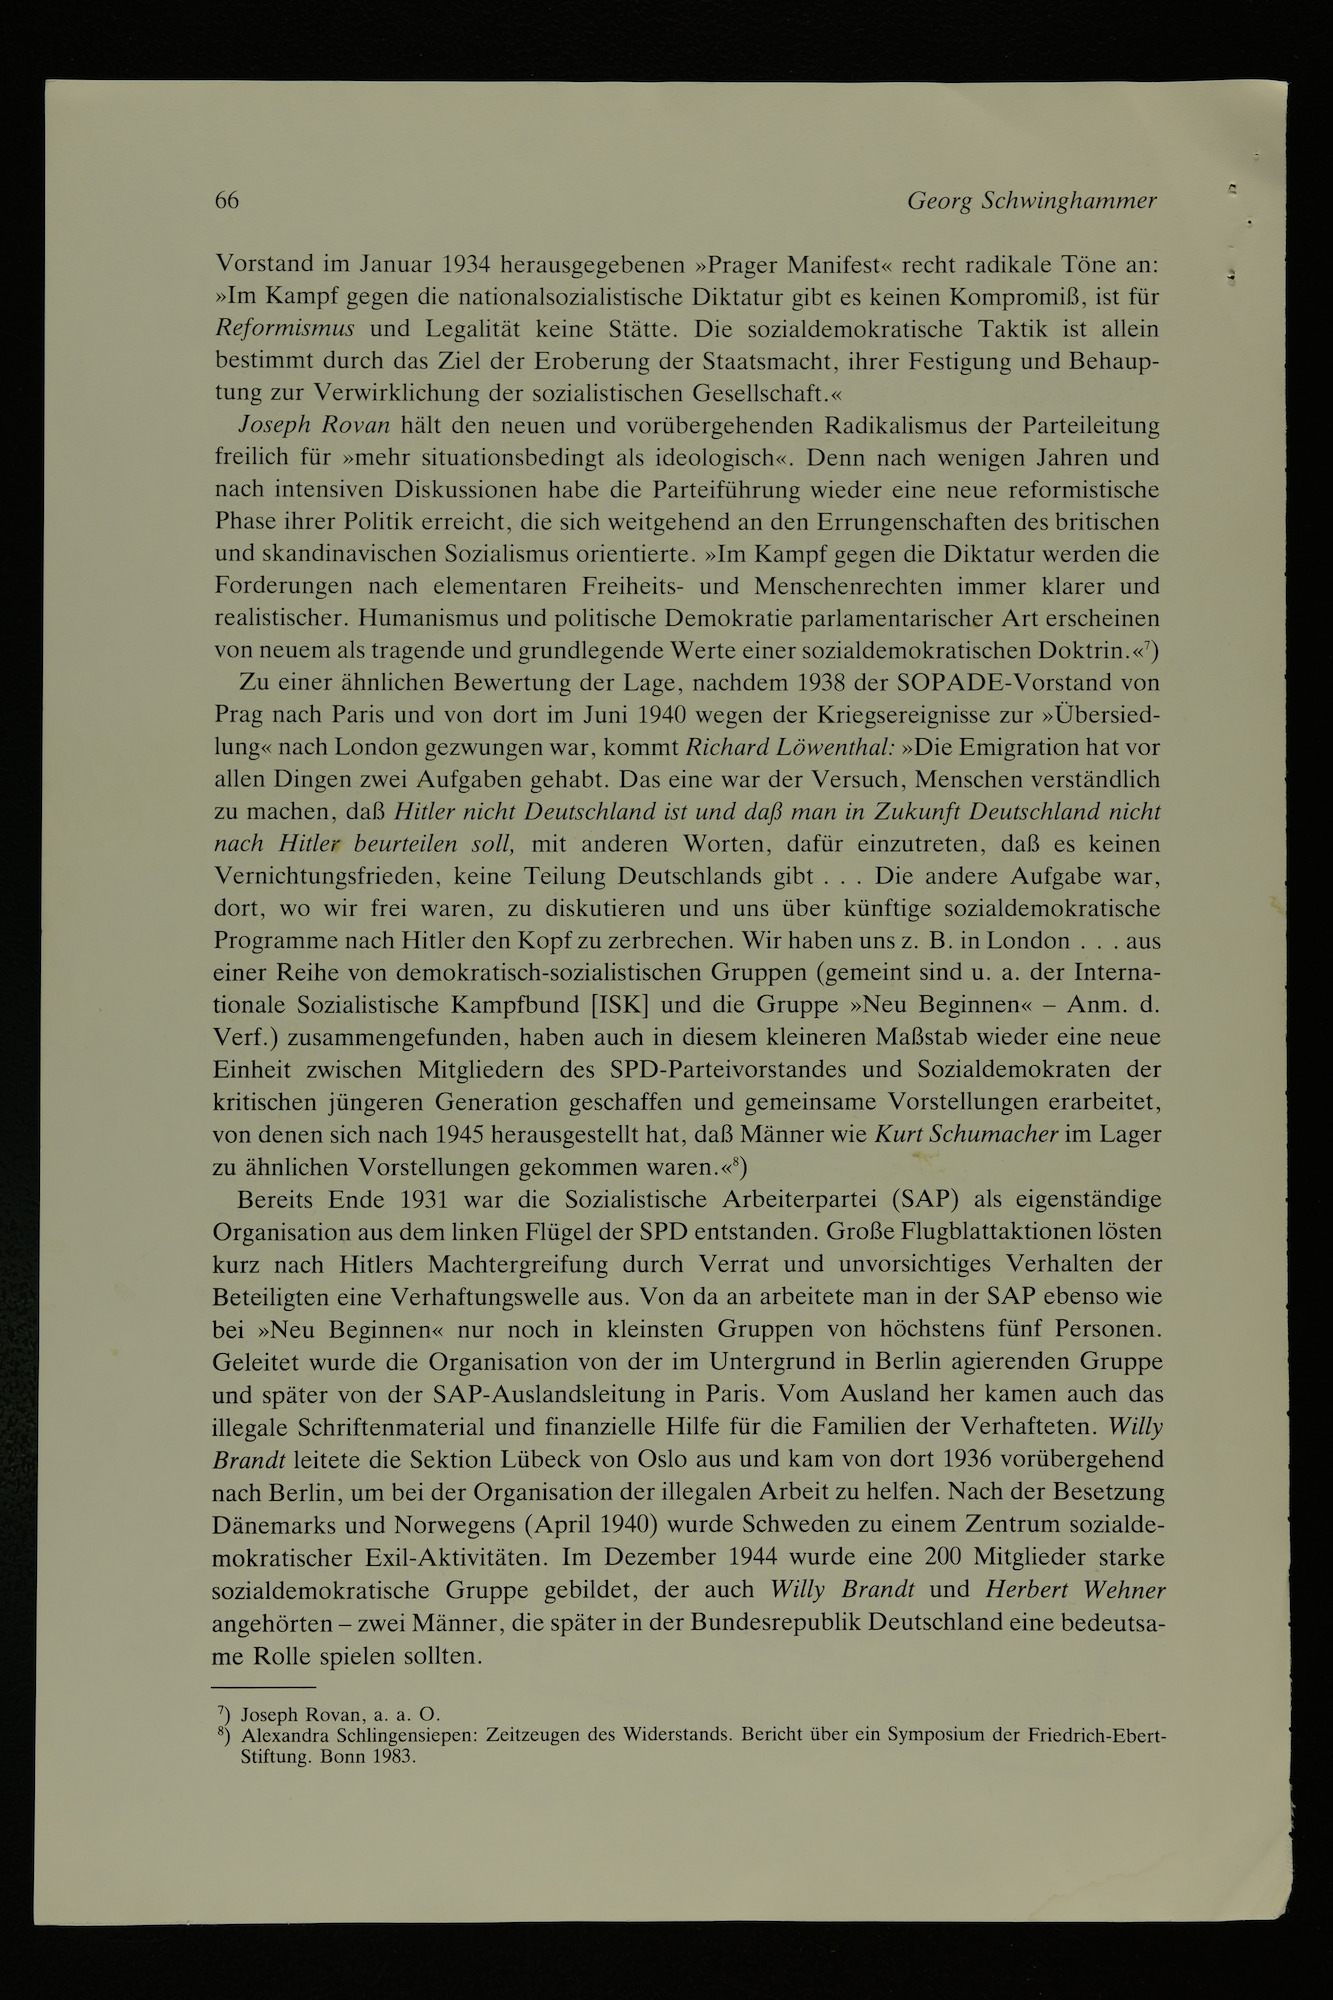 66
Georg Schwinghammer
Vorstand im Januar 1934 herausgegebenen »Prager Manifest« recht radikale Töne an:
»Im Kampf gegen die nationalsozialistische Diktatur gibt es keinen Kompromiß, ist für
Reformismus und Legalität keine Stätte. Die sozialdemokratische Taktik ist allein
bestimmt durch das Ziel der Eroberung der Staatsmacht, ihrer Festigung und Behaup-
tung zur Verwirklichung der sozialistischen Gesellschaft.«
Joseph Rovan hält den neuen und vorübergehenden Radikalismus der Parteileitung
freilich für »mehr situationsbedingt als ideologisch«. Denn nach wenigen Jahren und
nach intensiven Diskussionen habe die Parteiführung wieder eine neue reformistische
Phase ihrer Politik erreicht, die sich weitgehend an den Errungenschaften des britischen
und skandinavischen Sozialismus orientierte. »Im Kampf gegen die Diktatur werden die
Forderungen nach elementaren Freiheits- und Menschenrechten immer klarer und
realistischer. Humanismus und politische Demokratie parlamentarischer Art erscheinen
von neuem als tragende und grundlegende Werte einer sozialdemokratischen Doktrin.«⁷)
Zu einer ähnlichen Bewertung der Lage, nachdem 1938 der SOPADE-Vorstand von
Prag nach Paris und von dort im Juni 1940 wegen der Kriegsereignisse zur »Übersied-
lung« nach London gezwungen war, kommt Richard Löwenthal: »Die Emigration hat vor
allen Dingen zwei Aufgaben gehabt. Das eine war der Versuch, Menschen verständlich
zu machen, daß Hitler nicht Deutschland ist und daß man in Zukunft Deutschland nicht
nach Hitler beurteilen soll, mit anderen Worten, dafür einzutreten, daß es keinen
Vernichtungsfrieden, keine Teilung Deutschlands gibt . . . Die andere Aufgabe war,
dort, wo wir frei waren, zu diskutieren und uns über künftige sozialdemokratische
Programme nach Hitler den Kopf zu zerbrechen. Wir haben uns z. B. in London . . . aus
einer Reihe von demokratisch-sozialistischen Gruppen (gemeint sind u. a. der Interna-
tionale Sozialistische Kampfbund [ISK] und die Gruppe »Neu Beginnen« – Anm. d.
Verf.) zusammengefunden, haben auch in diesem kleineren Maßstab wieder eine neue
Einheit zwischen Mitgliedern des SPD-Parteivorstandes und Sozialdemokraten der
kritischen jüngeren Generation geschaffen und gemeinsame Vorstellungen erarbeitet,
von denen sich nach 1945 herausgestellt hat, daß Männer wie Kurt Schumacher im Lager
zu ähnlichen Vorstellungen gekommen waren.«⁸)
Bereits Ende 1931 war die Sozialistische Arbeiterpartei (SAP) als eigenständige
Organisation aus dem linken Flügel der SPD entstanden. Große Flugblattaktionen lösten
kurz nach Hitlers Machtergreifung durch Verrat und unvorsichtiges Verhalten der
Beteiligten eine Verhaftungswelle aus. Von da an arbeitete man in der SAP ebenso wie
bei »Neu Beginnen« nur noch in kleinsten Gruppen von höchstens fünf Personen.
Geleitet wurde die Organisation von der im Untergrund in Berlin agierenden Gruppe
und später von der SAP-Auslandsleitung in Paris. Vom Ausland her kamen auch das
illegale Schriftenmaterial und finanzielle Hilfe für die Familien der Verhafteten. Willy
Brandt leitete die Sektion Lübeck von Oslo aus und kam von dort 1936 vorübergehend
nach Berlin, um bei der Organisation der illegalen Arbeit zu helfen. Nach der Besetzung
Dänemarks und Norwegens (April 1940) wurde Schweden zu einem Zentrum sozialde-
mokratischer Exil-Aktivitäten. Im Dezember 1944 wurde eine 200 Mitglieder starke
sozialdemokratische Gruppe gebildet, der auch Willy Brandt und Herbert Wehner
angehörten – zwei Männer, die später in der Bundesrepublik Deutschland eine bedeutsa-
me Rolle spielen sollten.
⁷) Joseph Rovan, a. a. O.
⁸) Alexandra Schlingensiepen: Zeitzeugen des Widerstands. Bericht über ein Symposium der Friedrich-Ebert-
Stiftung. Bonn 1983.